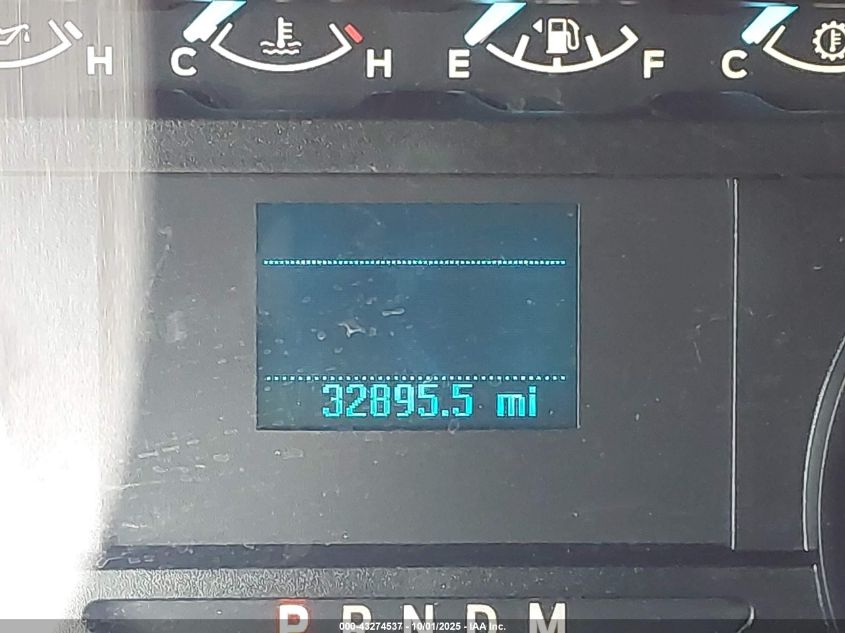 H C H E F C
32895.5 mi
P R N D M
000-43274537 - 10/01/2025 - IAA Inc.